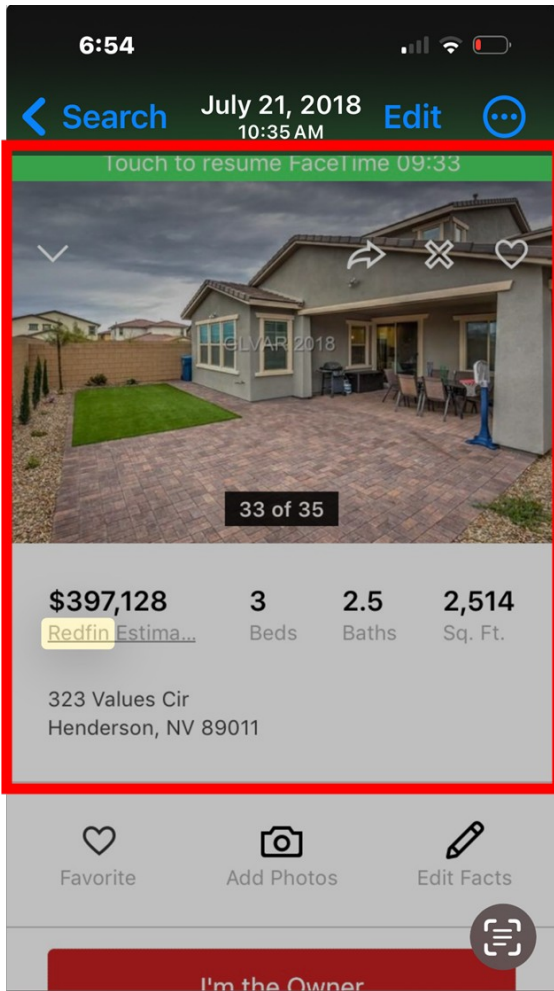 6:54
Search
July 21, 2018
10:35 AM
Edit
Touch to resume FaceTime 09:33
GLVAR 2018
33 of 35
$397,128 3 2.5 2,514
Redfin Estima... Beds Baths Sq. Ft.
323 Values Cir
Henderson, NV 89011
Favorite Add Photos Edit Facts
I'm the Owner